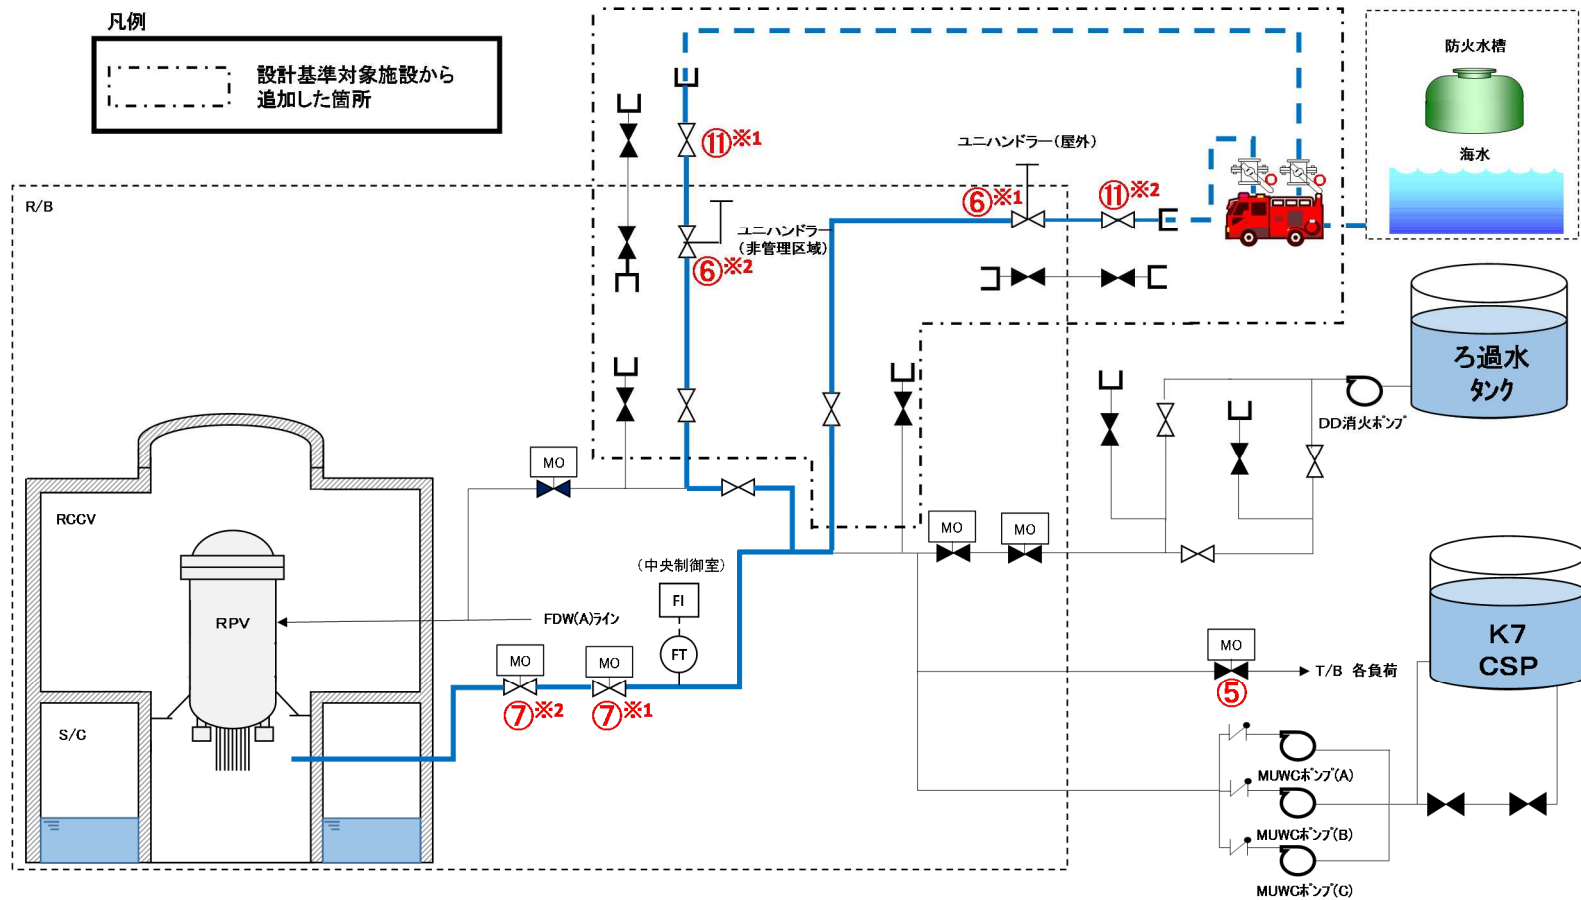 凡例
設計基準対象施設から
追加した箇所
防火水槽
海水
ユニハンドラー(屋外)
⑪※1
⑥※1
⑪※2
R/B
ユニハンドラー
(非管理区域)
⑥※2
ろ過水
タンク
DD消火ポンプ
MO
RCCV
MO
MO
(中央制御室)
FI
FDW(A)ライン
RPV
FT
K7
CSP
MO
MO
MO
T/B 各負荷
⑤
⑦※2
⑦※1
S/C
MUWCポンプ(A)
MUWCポンプ(B)
MUWCポンプ(C)